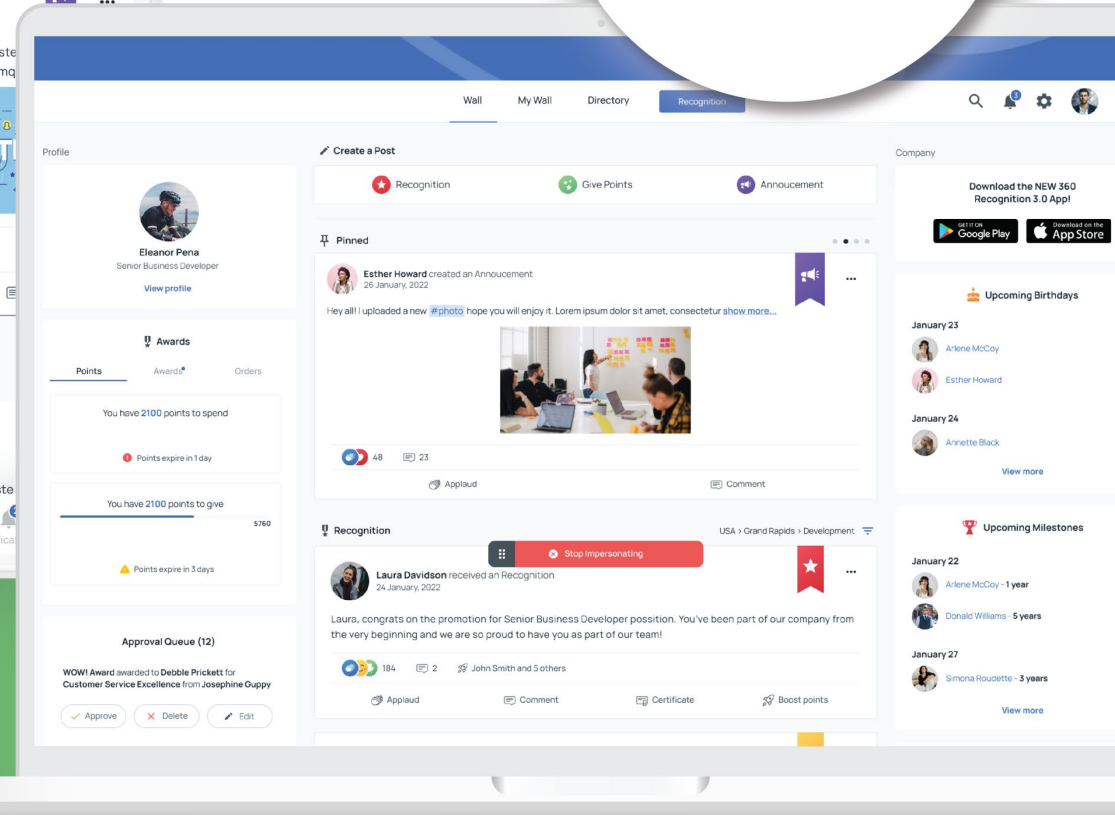 Wall
My Wall
Directory
Recognition
3
Profile
Eleanor Pena
Senior Business Developer
View profile
Awards
Points
Awards
Orders
You have 2100 points to spend
Points expire in 1 day
You have 2100 points to give
5760
Points expire in 3 days
Approval Queue (12)
WOW! Award awarded to Debble Prickett for
Customer Service Excellence from Josephine Guppy
Approve
Delete
Edit
Create a Post
Recognition
Give Points
Annoucement
Pinned
Esther Howard created an Annoucement
26 January, 2022
Hey all! I uploaded a new #photo hope you will enjoy it. Lorem ipsum dolor sit amet, consectetur show more...
48
23
Applaud
Comment
Recognition
USA > Grand Rapids > Development
Stop Impersonating
Laura Davidson received an Recognition
24 January, 2022
Laura, congrats on the promotion for Senior Business Developer possition. You've been part of our company from
the very beginning and we are so proud to have you as part of our team!
184
2
John Smith and 5 others
Applaud
Comment
Certificate
Boost points
Company
Download the NEW 360
Recognition 3.0 App!
GET IT ON
Google Play
Download on the
App Store
Upcoming Birthdays
January 23
Arlene McCoy
Esther Howard
January 24
Annette Black
View more
Upcoming Milestones
January 22
Arlene McCoy - 1 year
Donald Williams - 5 years
January 27
Simona Roudette - 3 years
View more